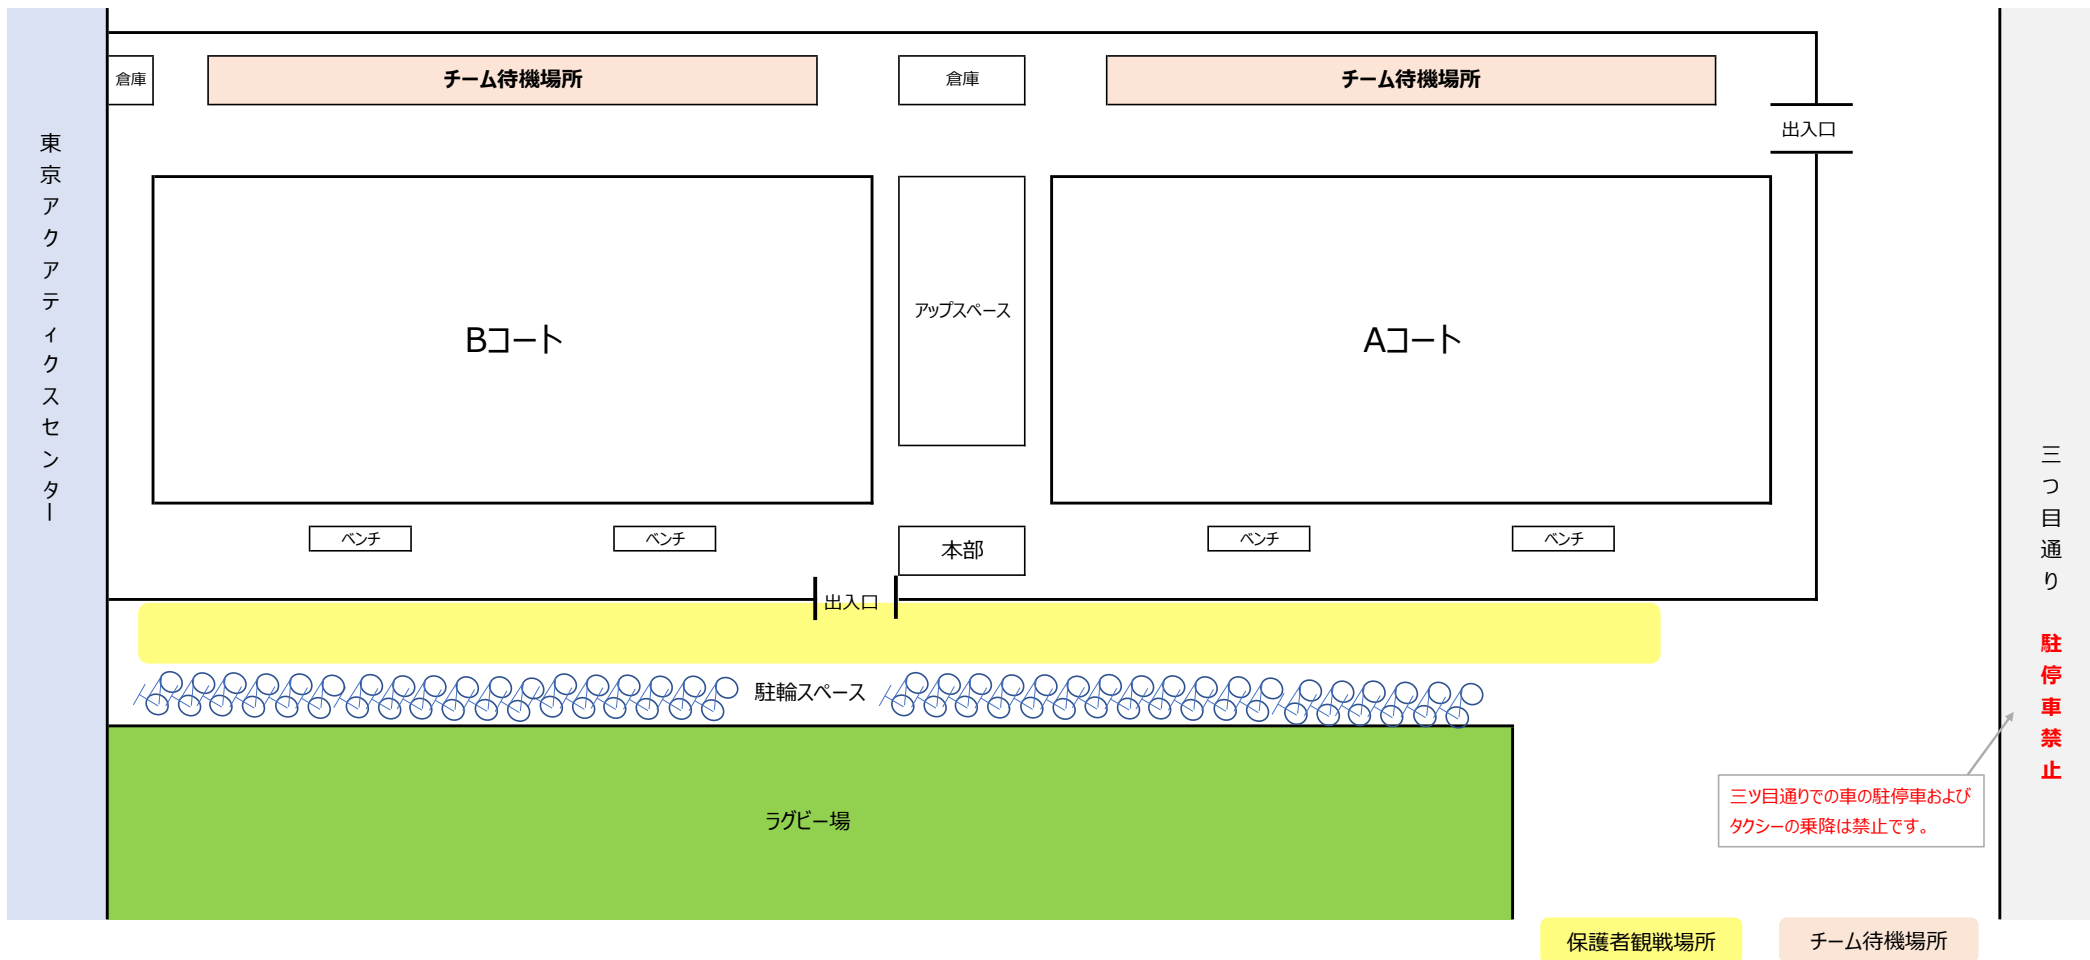 倉庫
チーム待機場所
倉庫
チーム待機場所
出入口
東京アクアティクスセンター
Bコート
アップスペース
Aコート
ベンチ
ベンチ
本部
ベンチ
ベンチ
出入口
駐輪スペース
ラグビー場
三つ目通り 駐停車禁止
三ツ目通りでの車の駐停車および
タクシーの乗降は禁止です。
保護者観戦場所
チーム待機場所